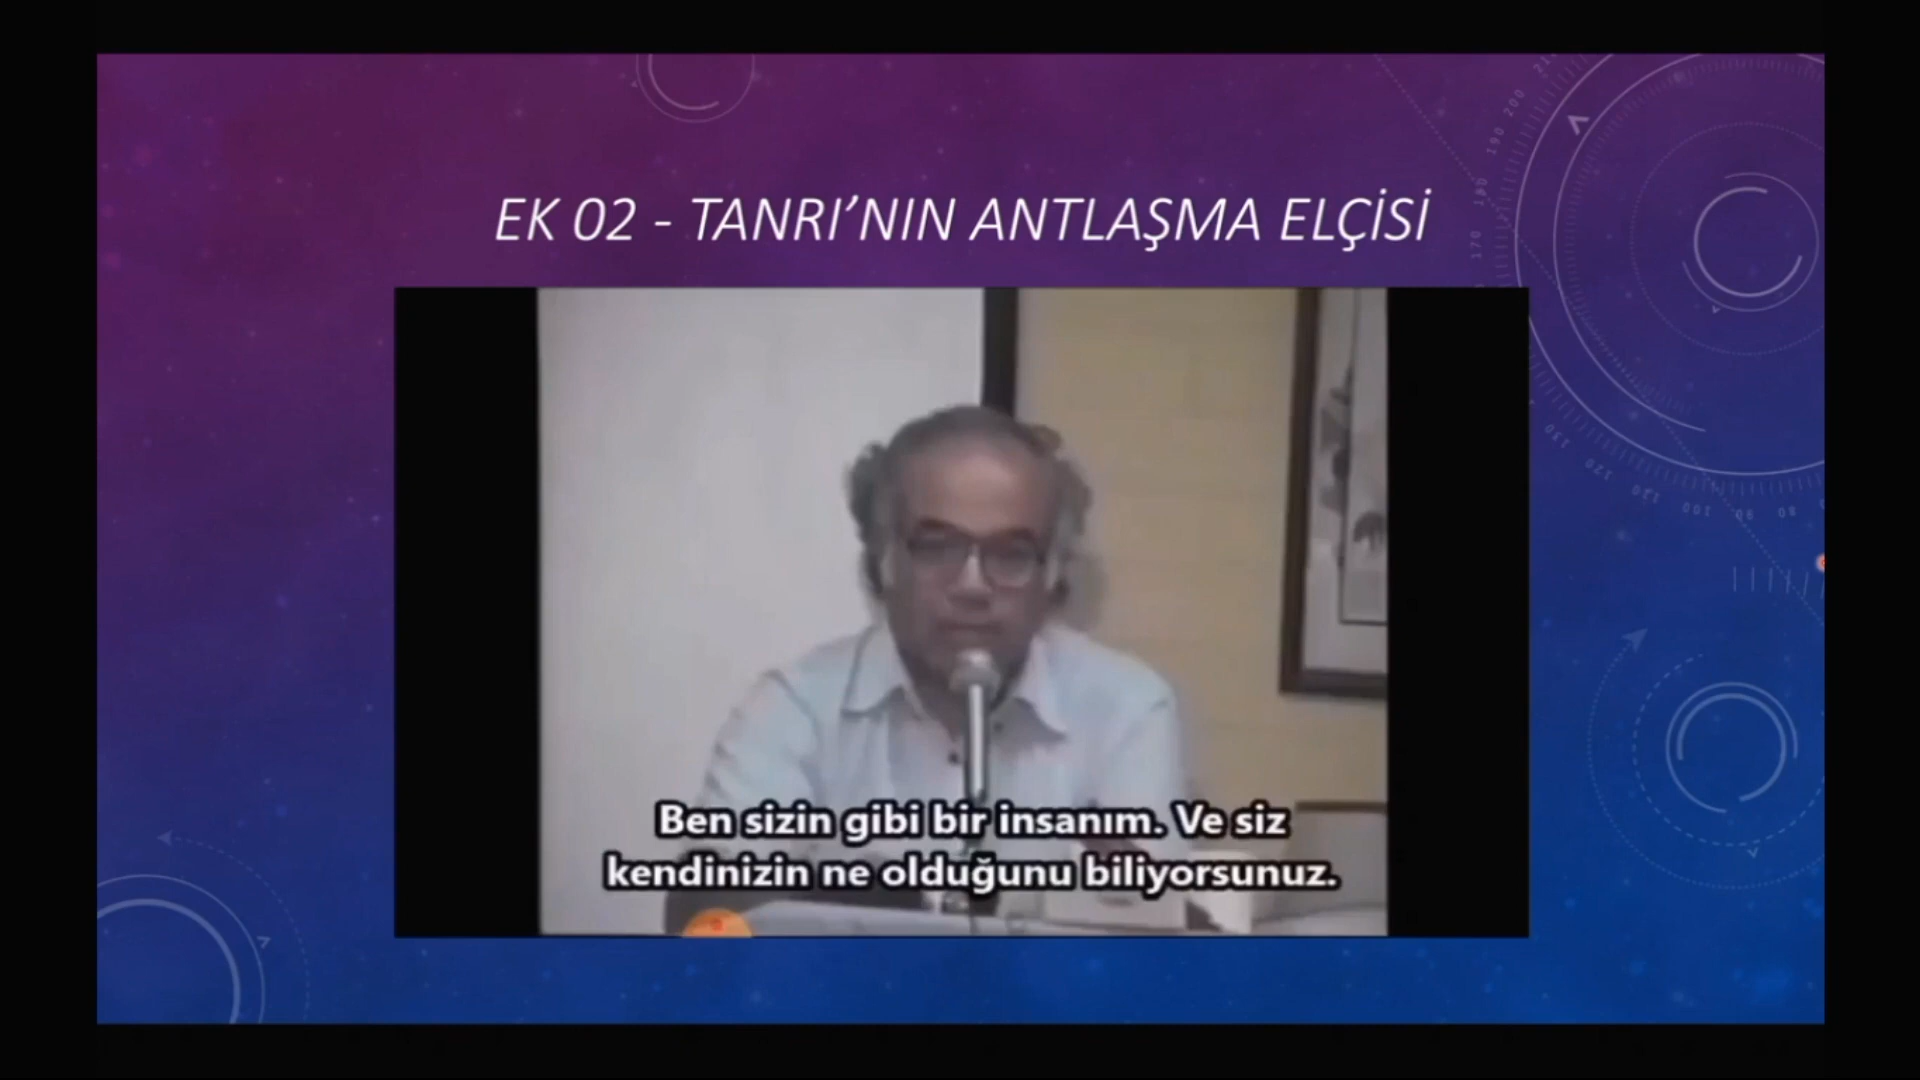 EK 02 - TANRI’NIN ANTLAŞMA ELÇİSİ
Ben sizin gibi bir insanım. Ve siz
kendinizin ne olduğunu biliyorsunuz.